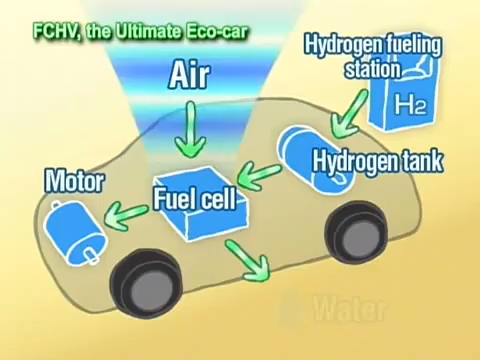 FCHV, the Ultimate Eco-car
Hydrogen fueling
station
Air
H2
Hydrogen tank
Motor
Fuel cell
Water